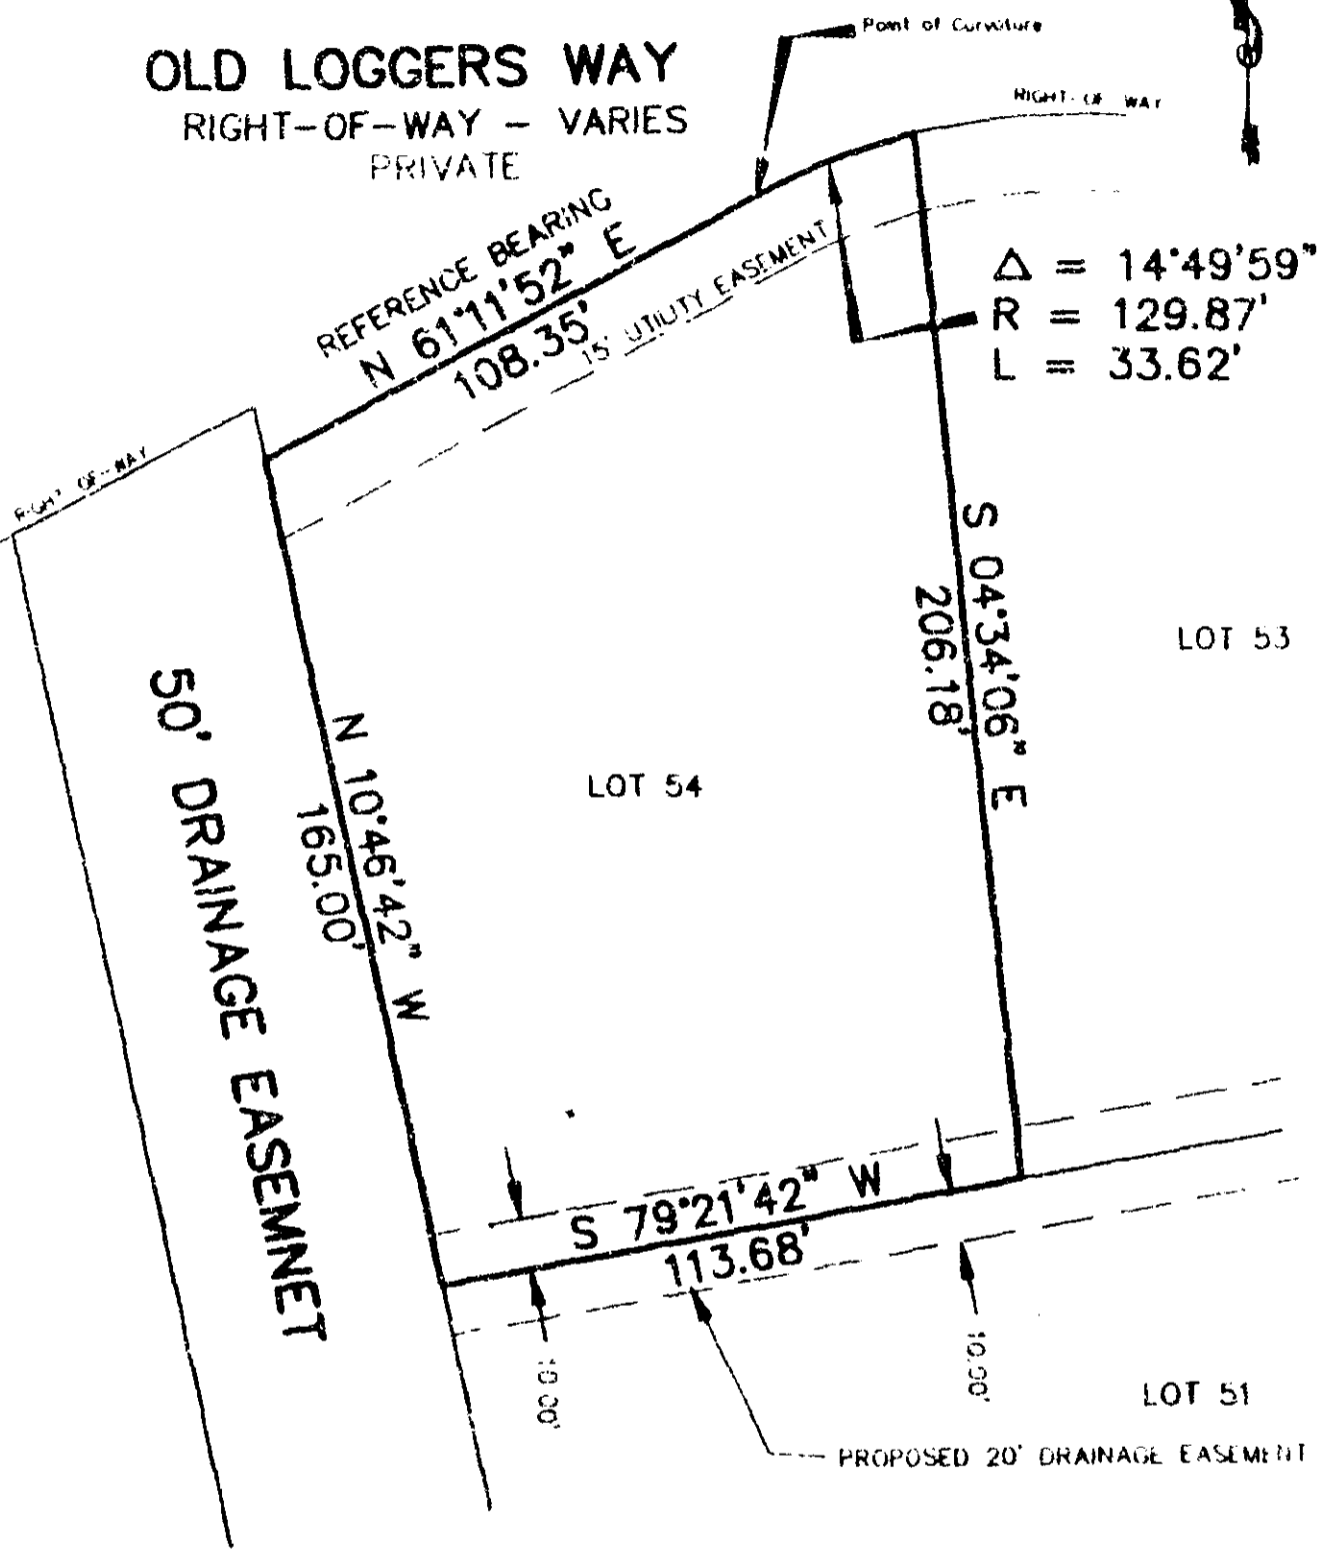 Point of Curvature
OLD LOGGERS WAY
RIGHT-OF-WAY - VARIES
PRIVATE
RIGHT-OF WAY
REFERENCE BEARING
N 61°11'52" E
108.35'
15' UTILITY EASEMENT
Δ = 14°49'59"
R = 129.87'
L = 33.62'
RIGHT OF-WAY
S 04°34'06" E
206.18'
LOT 53
50' DRAINAGE EASEMNET
N 10°46'42" W
165.00'
LOT 54
S 79°21'42" W
113.68'
10.00'
10.00'
LOT 51
PROPOSED 20' DRAINAGE EASEMENT